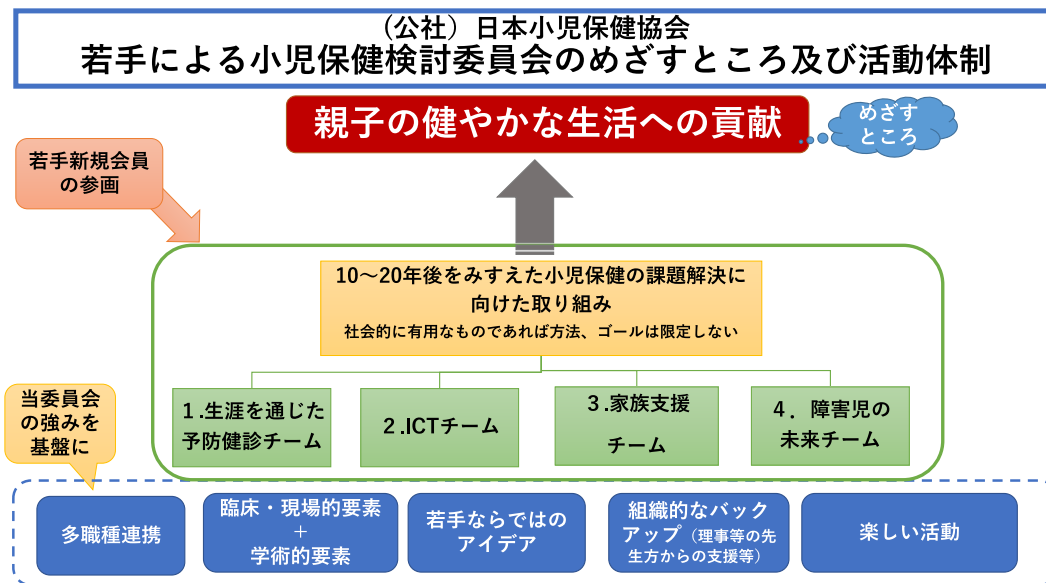 （公社）日本小児保健協会
若手による小児保健検討委員会のめざすところ及び活動体制
親子の健やかな生活への貢献
めざす
ところ
若手新規会員
の参画
10〜20年後をみすえた小児保健の課題解決に
向けた取り組み
社会的に有用なものであれば方法、ゴールは限定しない
当委員会
の強みを
基盤に
１.生涯を通じた
予防健診チーム
２.ICTチーム
３.家族支援
チーム
４．障害児の
未来チーム
多職種連携
臨床・現場的要素
＋
学術的要素
若手ならではの
アイデア
組織的なバック
アップ（理事等の先
生方からの支援等）
楽しい活動